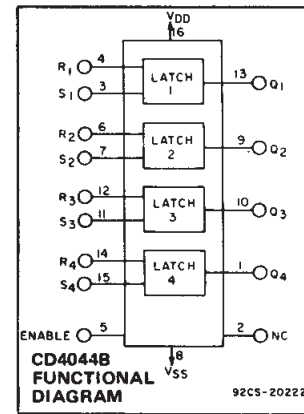 VDD
16
R1 4
LATCH 1
13 Q1
S1 3
R2 6
LATCH 2
9 Q2
S2 7
R3 12
LATCH 3
10 Q3
S3 11
R4 14
LATCH 4
1 Q4
S4 15
ENABLE 5
2 NC
8
VSS
CD4044B
FUNCTIONAL
DIAGRAM
92CS-20222